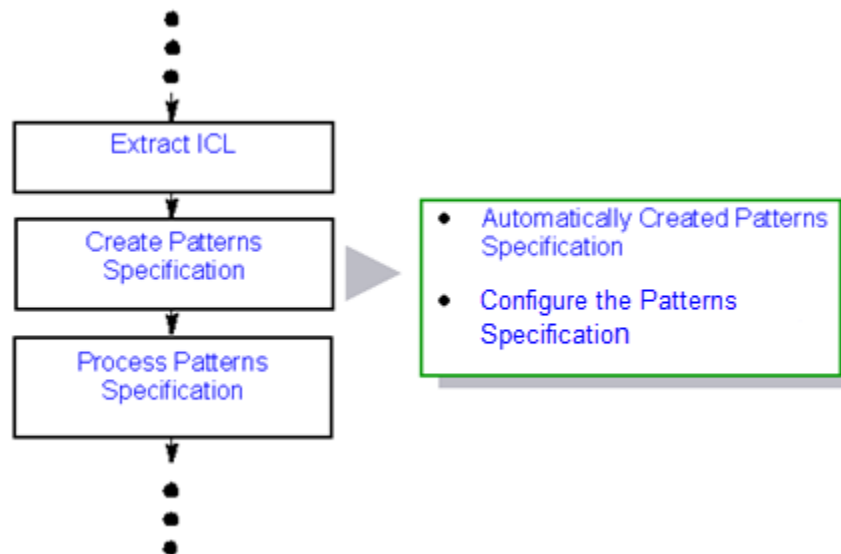 Extract ICL
Create Patterns
Specification
Process Patterns
Specification
• Automatically Created Patterns
Specification
• Configure the Patterns
Specification